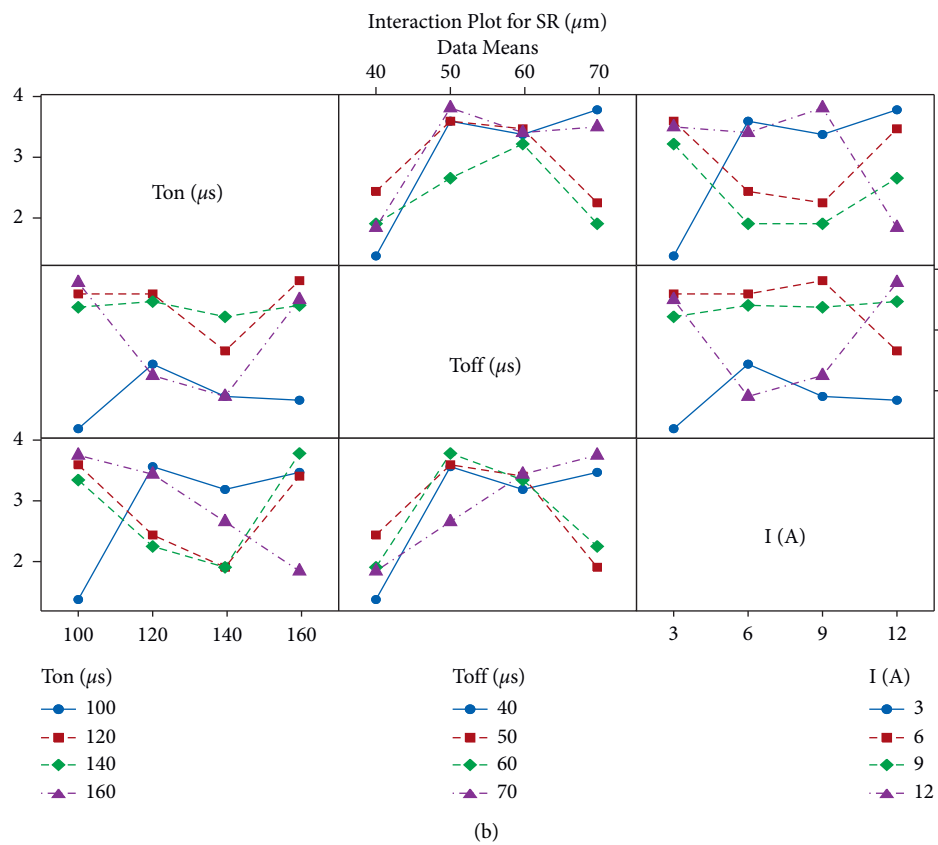 Interaction Plot for SR (μm)
Data Means
40 50 60 70
4
3
2
Ton (μs)
Toff (μs)
4
3
2
I (A)
100 120 140 160
3 6 9 12
Ton (μs)
100
120
140
160
Toff (μs)
40
50
60
70
I (A)
3
6
9
12
(b)